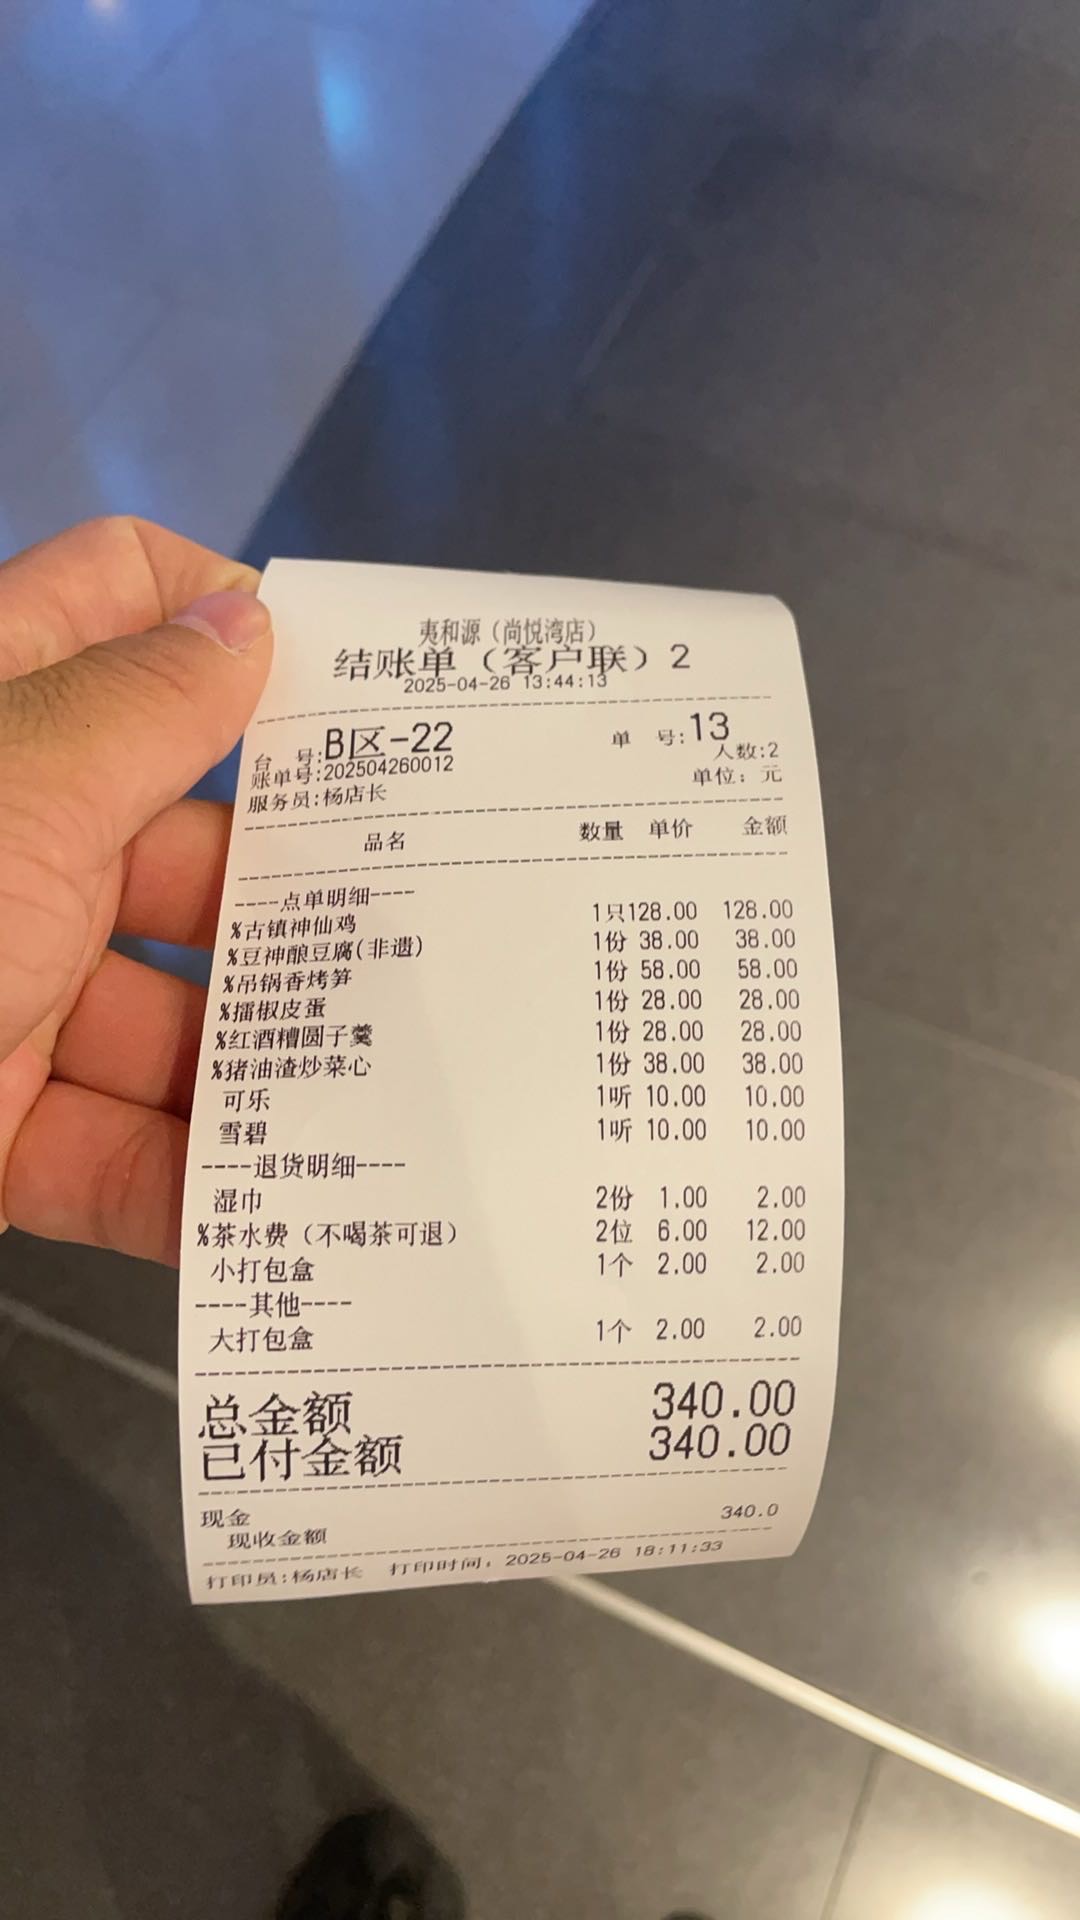 夷和源（尚悦湾店）
结账单（客户联）2
2025-04-26 13:44:13
台 号:B区-22 单 号:13
账单号:202504260012 人数:2
服务员:杨店长 单位：元
品名 数量 单价 金额
----点单明细----
%古镇神仙鸡 1只128.00 128.00
%豆神酿豆腐(非遗) 1份 38.00 38.00
%吊锅香烤笋 1份 58.00 58.00
%擂椒皮蛋 1份 28.00 28.00
%红酒糟圆子羹 1份 28.00 28.00
%猪油渣炒菜心 1份 38.00 38.00
可乐 1听 10.00 10.00
雪碧 1听 10.00 10.00
----退货明细----
湿巾 2份 1.00 2.00
%茶水费（不喝茶可退） 2位 6.00 12.00
小打包盒 1个 2.00 2.00
----其他----
大打包盒 1个 2.00 2.00
总金额 340.00
已付金额 340.00
现金 340.0
现收金额
打印员:杨店长 打印时间：2025-04-26 18:11:33